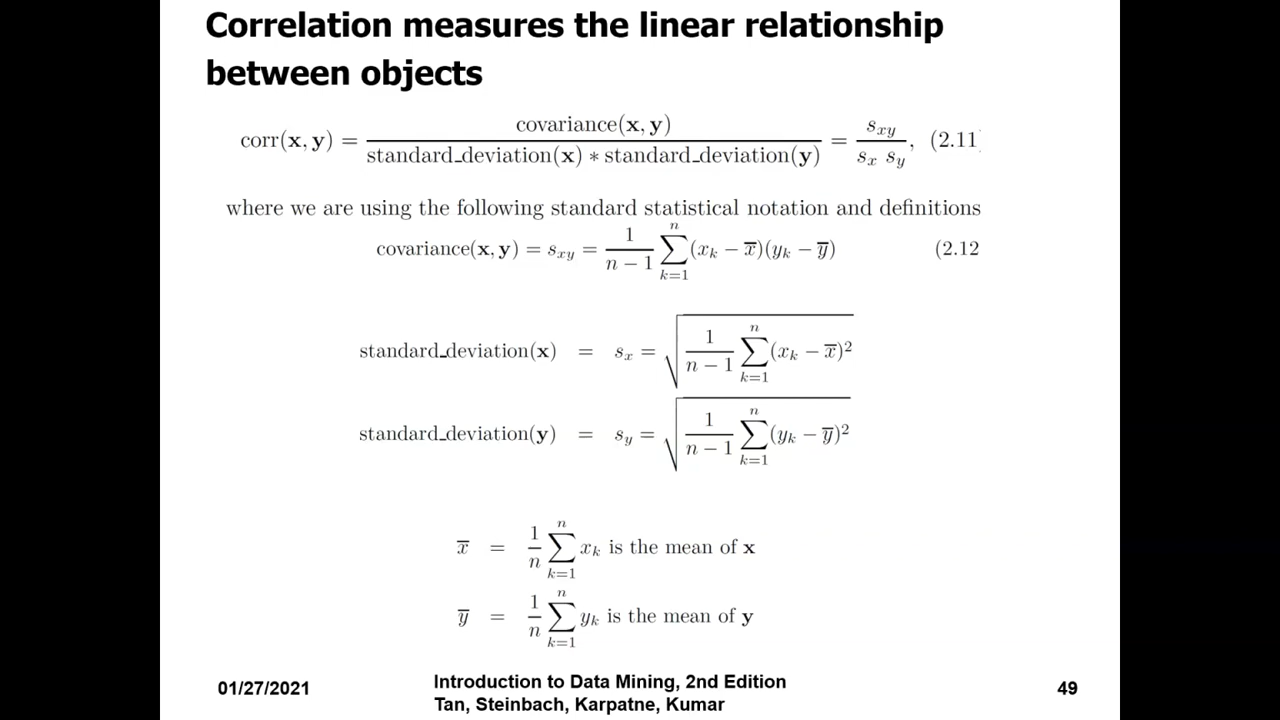 Correlation measures the linear relationship
between objects
corr(x, y) = covariance(x, y) / standard_deviation(x) ∗ standard_deviation(y) = s_xy / s_x s_y, (2.11
where we are using the following standard statistical notation and definitions
covariance(x, y) = s_xy = 1/(n − 1) ∑_{k=1}^{n} (x_k − x̅)(y_k − y̅) (2.12
standard_deviation(x) = s_x = √(1/(n − 1) ∑_{k=1}^{n} (x_k − x̅)²)
standard_deviation(y) = s_y = √(1/(n − 1) ∑_{k=1}^{n} (y_k − y̅)²)
x̅ = 1/n ∑_{k=1}^{n} x_k is the mean of x
y̅ = 1/n ∑_{k=1}^{n} y_k is the mean of y
01/27/2021
Introduction to Data Mining, 2nd Edition
Tan, Steinbach, Karpatne, Kumar
49